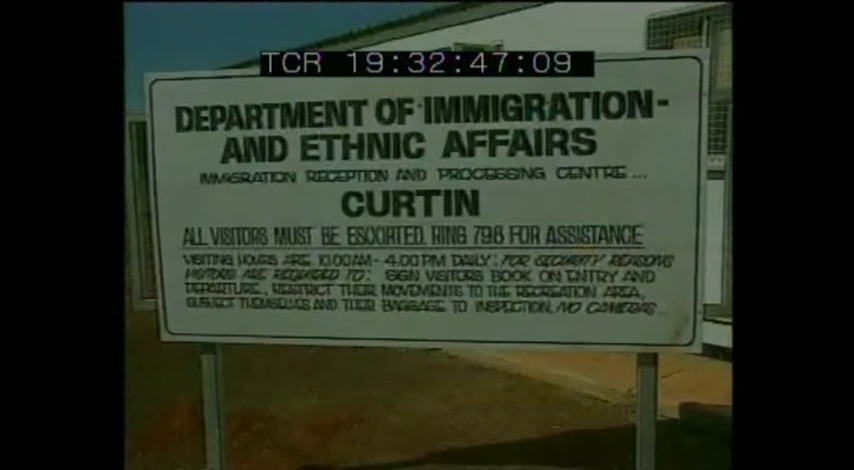 TCR 19:32:47:09
DEPARTMENT OF IMMIGRATION-
AND ETHNIC AFFAIRS
IMMIGRATION RECEPTION AND PROCESSING CENTRE...
CURTIN
ALL VISITORS MUST BE ESCORTED. RING 796 FOR ASSISTANCE
VISITING HOURS ARE 10.00AM - 4.00PM DAILY. FOR SECURITY REASONS
VISITORS ARE REQUIRED TO: SIGN VISITORS BOOK ON ENTRY AND
DEPARTURE, RESTRICT THEIR MOVEMENTS TO THE RECREATION AREA,
SUBJECT THEMSELVES AND THEIR BAGGAGE TO INSPECTION. NO CAMERAS...